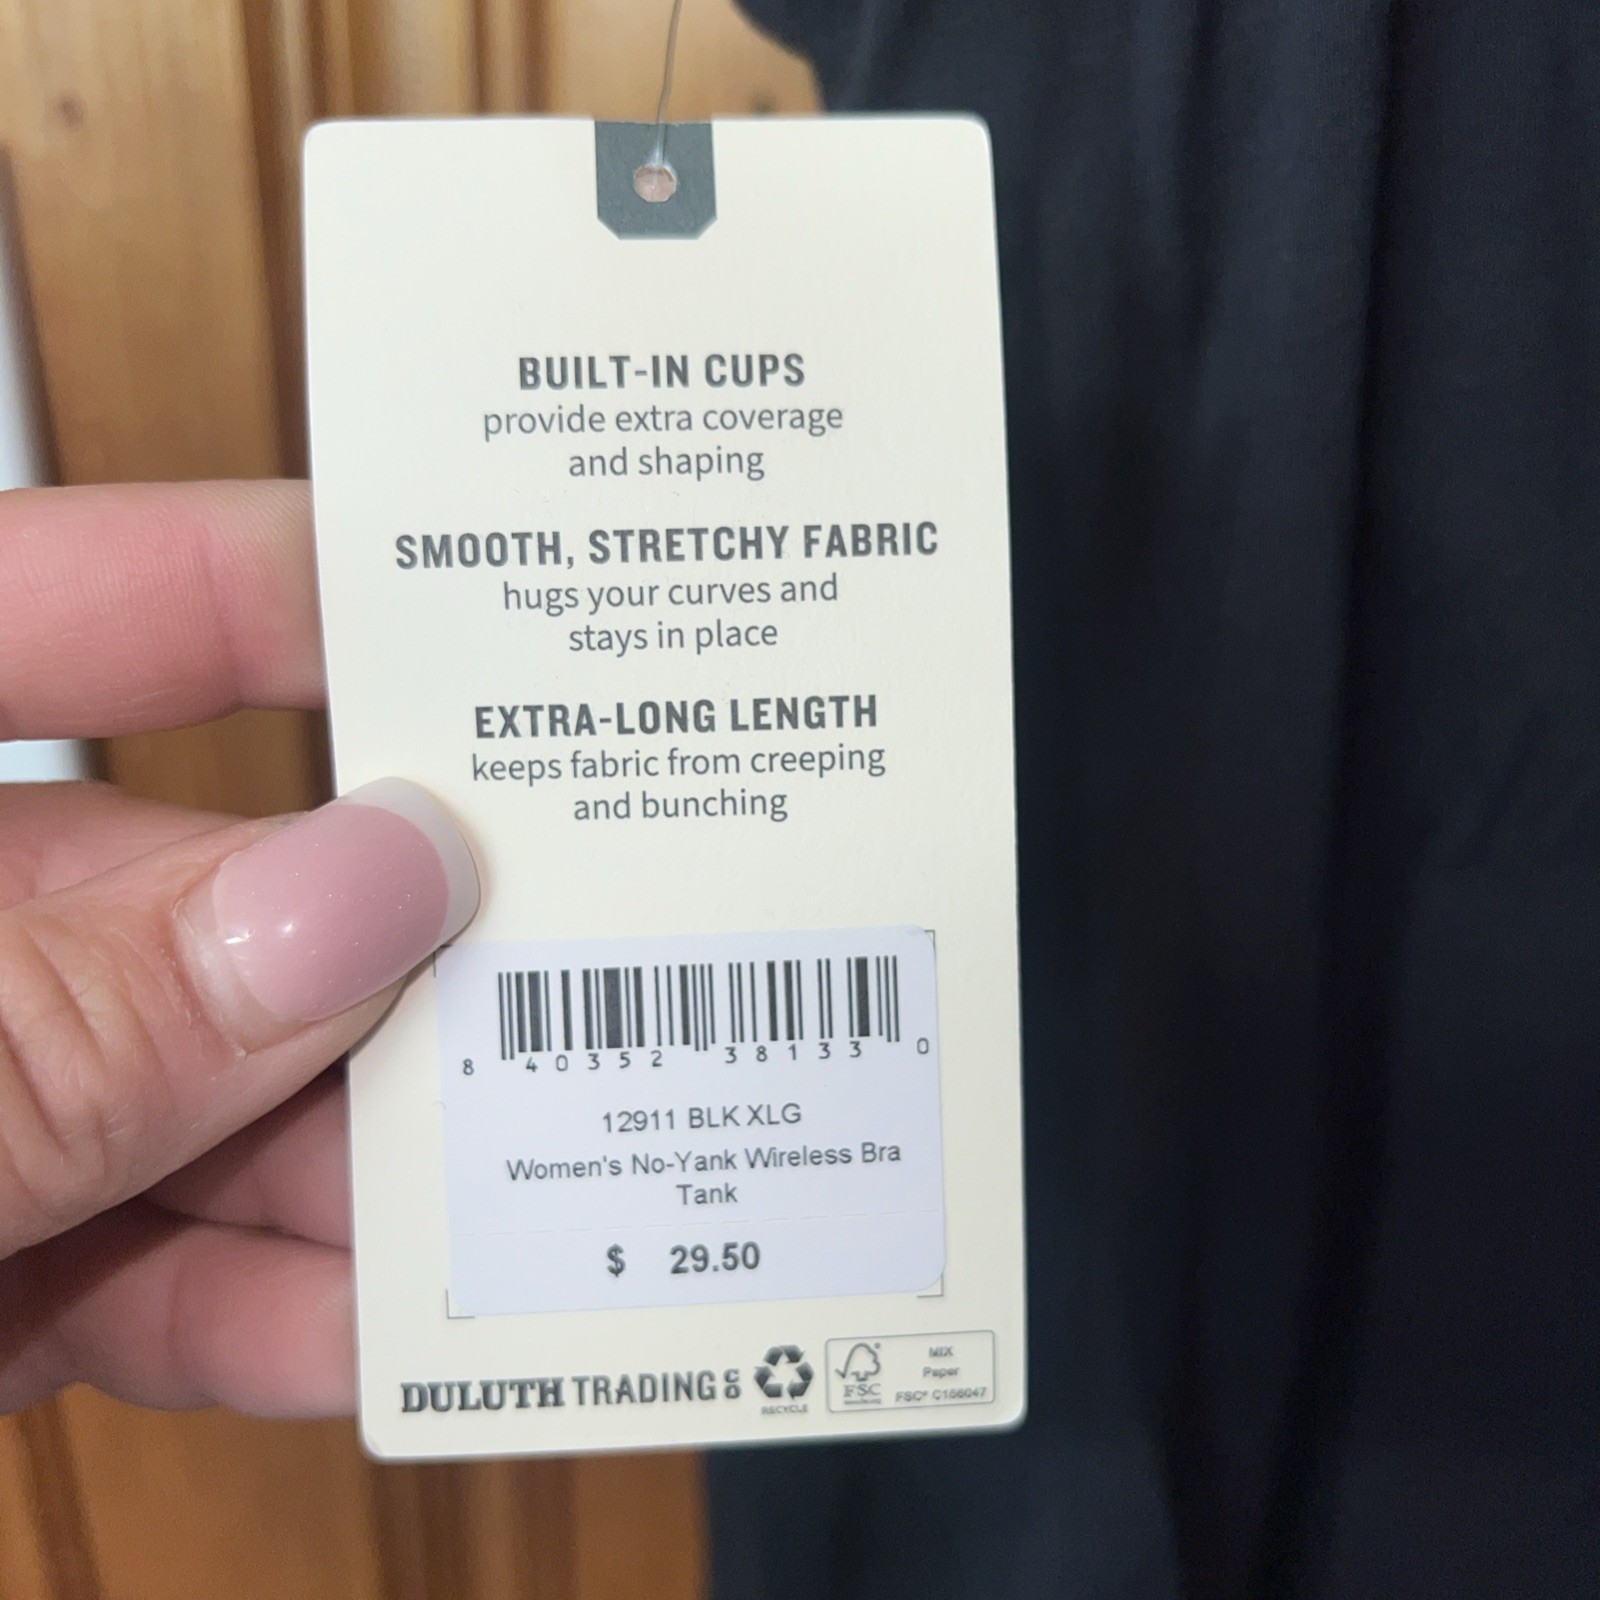 BUILT-IN CUPS
provide extra coverage
and shaping
SMOOTH, STRETCHY FABRIC
hugs your curves and
stays in place
EXTRA-LONG LENGTH
keeps fabric from creeping
and bunching
8 40352 38133 0
12911 BLK XLG
Women's No-Yank Wireless Bra
Tank
$ 29.50
DULUTH TRADING CO
RECYCLE
FSC
MIX
Paper
FSC® C166047